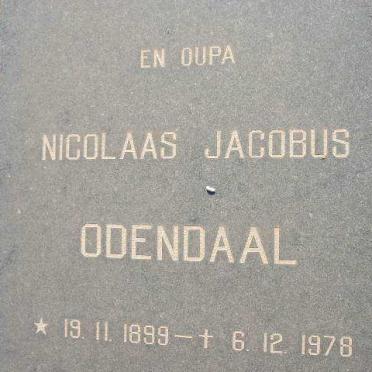 EN OUPA
NICOLAAS JACOBUS
ODENDAAL
★ 19.11.1899 – † 6.12.1978